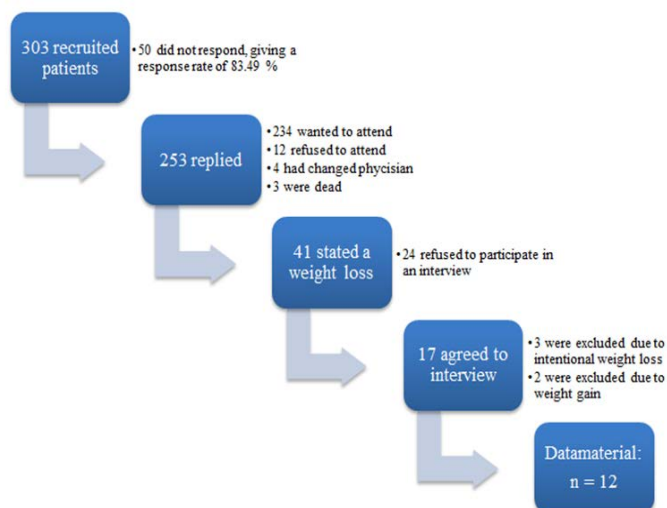 303 recruited
patients
•50 did not respond, giving a
response rate of 83.49 %
253 replied
•234 wanted to attend
•12 refused to attend
•4 had changed phycisian
•3 were dead
41 stated a
weight loss
•24 refused to participate in
an interview
17 agreed to
interview
•3 were excluded due to
intentional weight loss
•2 were excluded due to
weight gain
Datamaterial:
n = 12